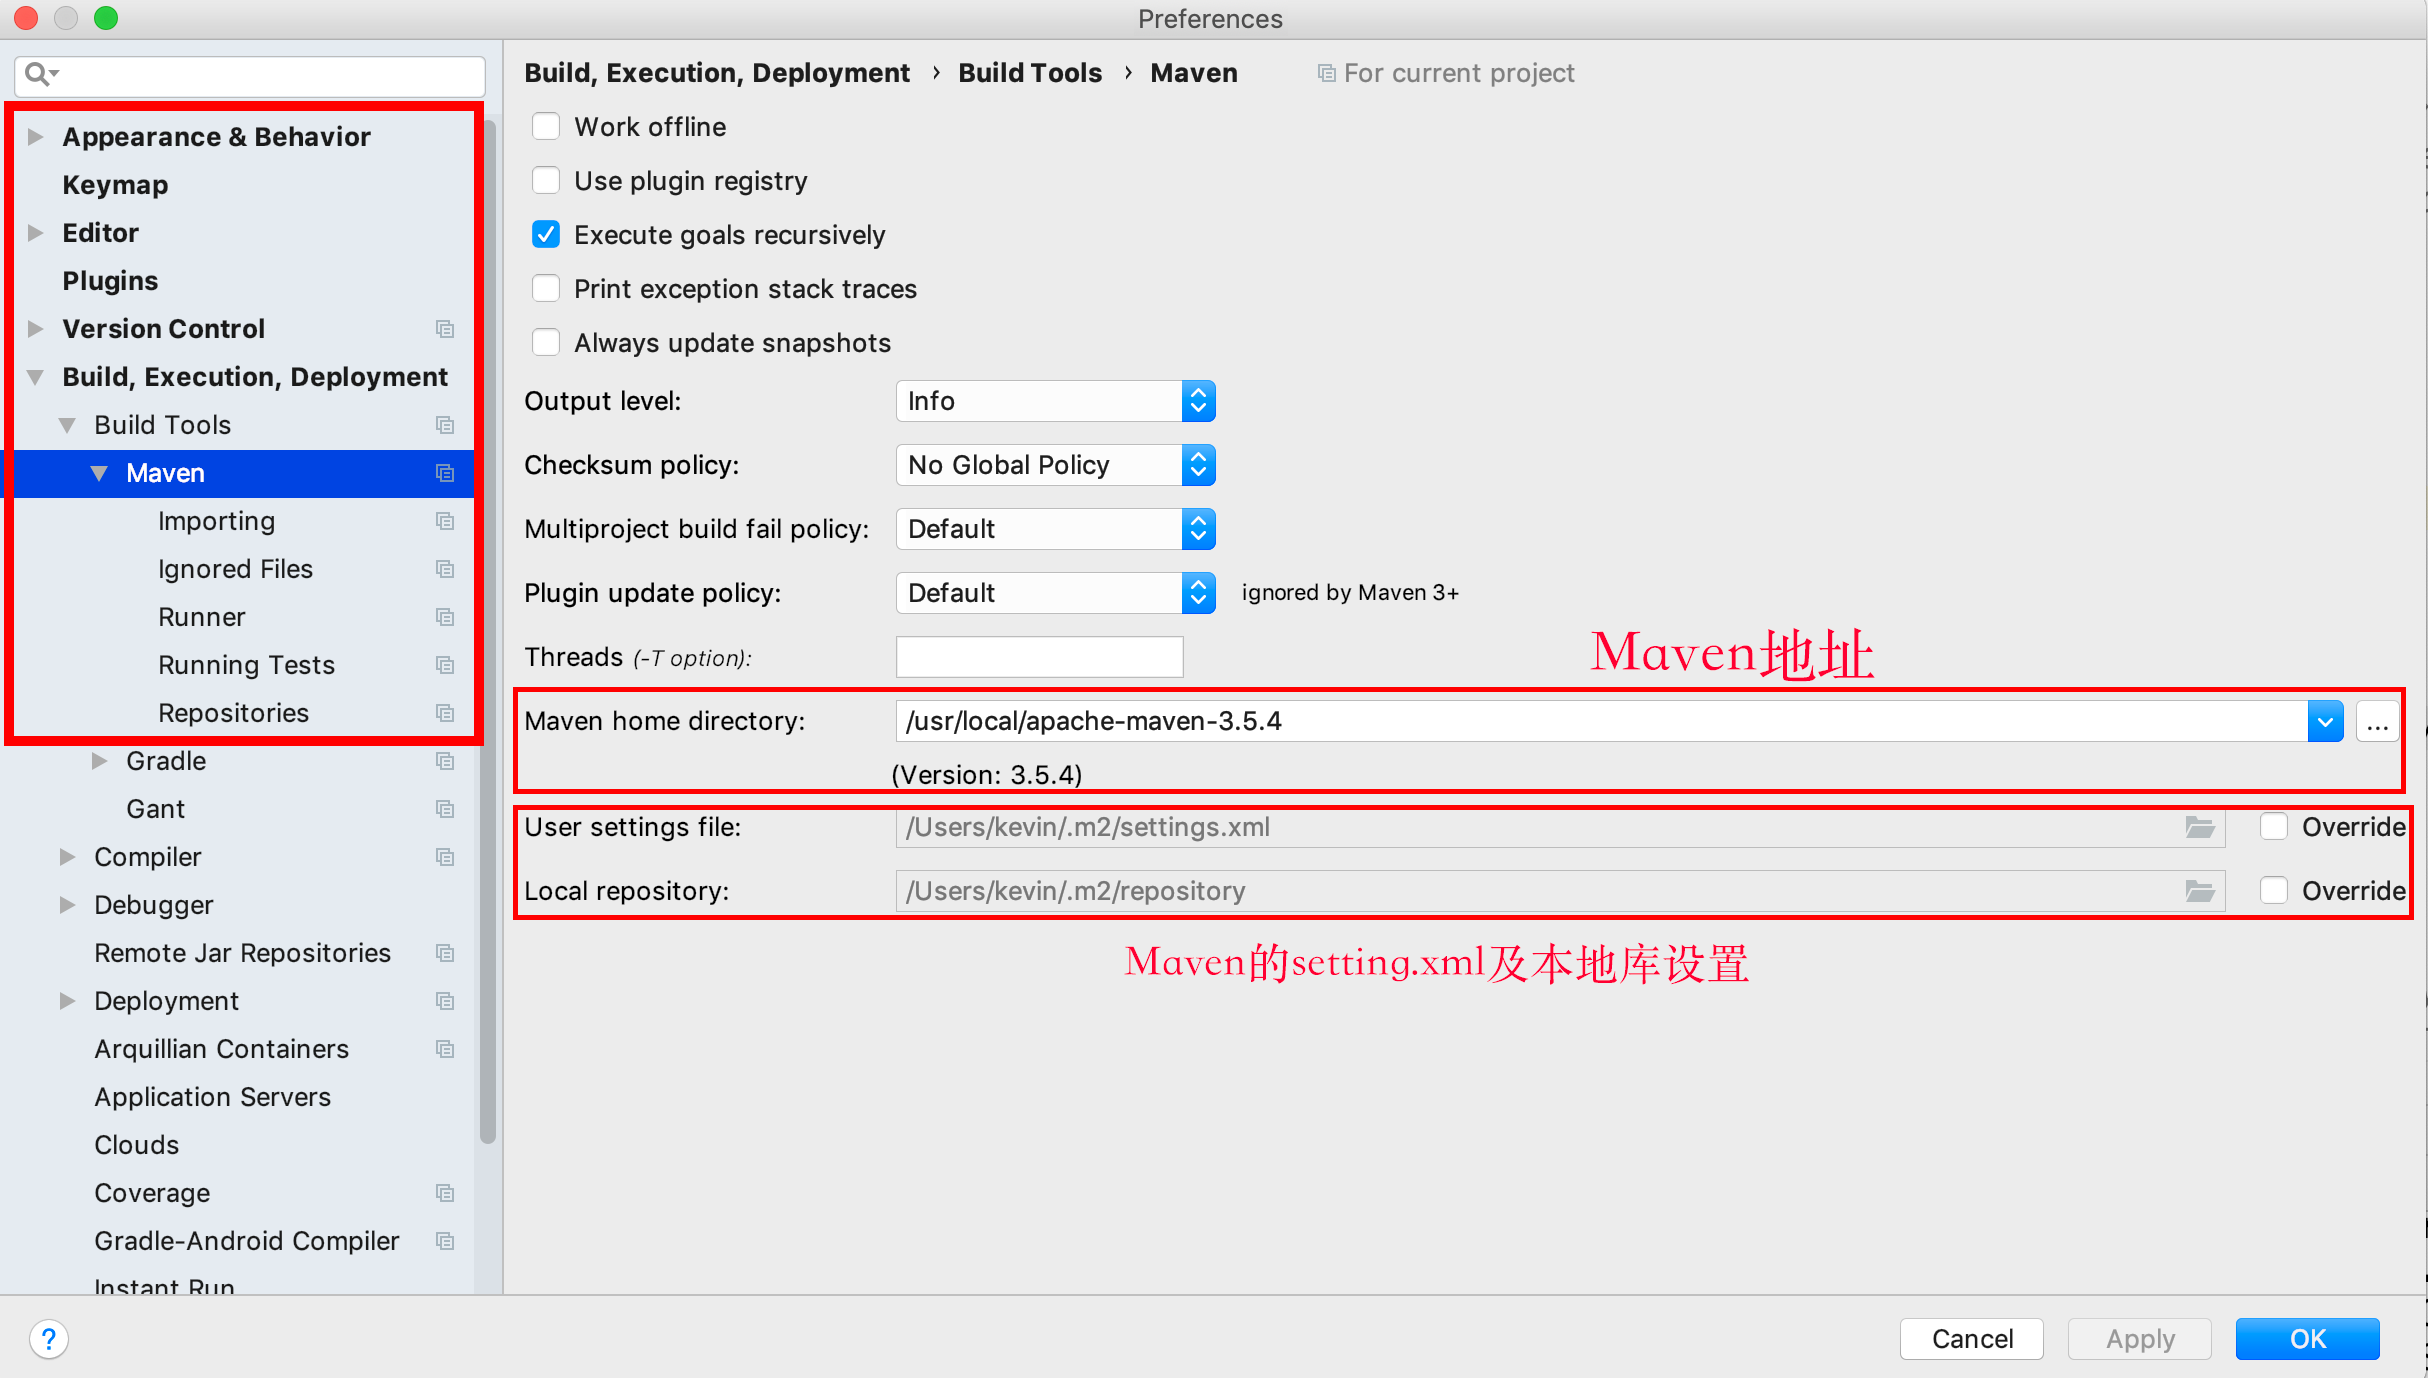 Preferences
Appearance & Behavior
Keymap
Editor
Plugins
Version Control
Build, Execution, Deployment
Build Tools
Maven
Importing
Ignored Files
Runner
Running Tests
Repositories
Gradle
Gant
Compiler
Debugger
Remote Jar Repositories
Deployment
Arquillian Containers
Application Servers
Clouds
Coverage
Gradle-Android Compiler
Instant Run
Build, Execution, Deployment › Build Tools › Maven For current project
Work offline
Use plugin registry
Execute goals recursively
Print exception stack traces
Always update snapshots
Output level: Info
Checksum policy: No Global Policy
Multiproject build fail policy: Default
Plugin update policy: Default ignored by Maven 3+
Threads (-T option):
Maven地址
Maven home directory: /usr/local/apache-maven-3.5.4 ...
(Version: 3.5.4)
User settings file: /Users/kevin/.m2/settings.xml Override
Local repository: /Users/kevin/.m2/repository Override
Maven的setting.xml及本地库设置
? Cancel Apply OK